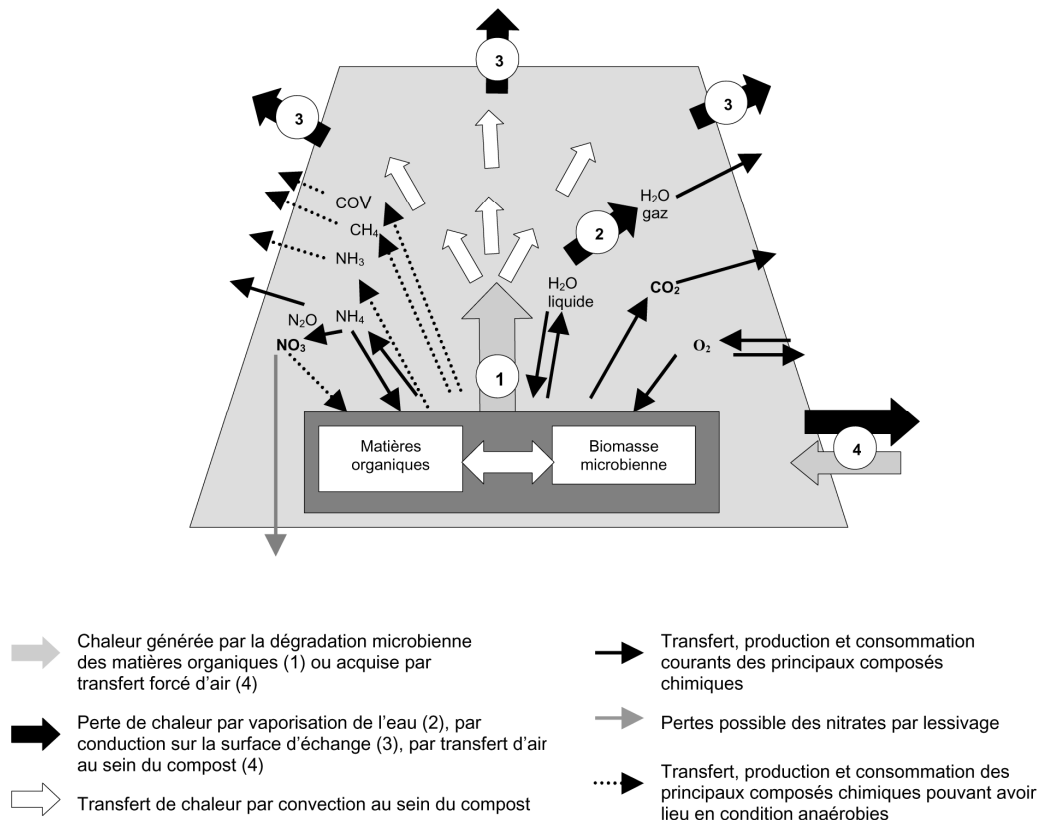 3
3
3
COV
CH₄
NH₃
N₂O
NH₄
NO₃
H₂O
gaz
2
H₂O
liquide
CO₂
O₂
1
4
Matières
organiques
Biomasse
microbienne
Chaleur générée par la dégradation microbienne
des matières organiques (1) ou acquise par
transfert forcé d'air (4)
Perte de chaleur par vaporisation de l'eau (2), par
conduction sur la surface d'échange (3), par transfert d'air
au sein du compost (4)
Transfert de chaleur par convection au sein du compost
Transfert, production et consommation
courants des principaux composés
chimiques
Pertes possible des nitrates par lessivage
Transfert, production et consommation des
principaux composés chimiques pouvant avoir
lieu en condition anaérobies